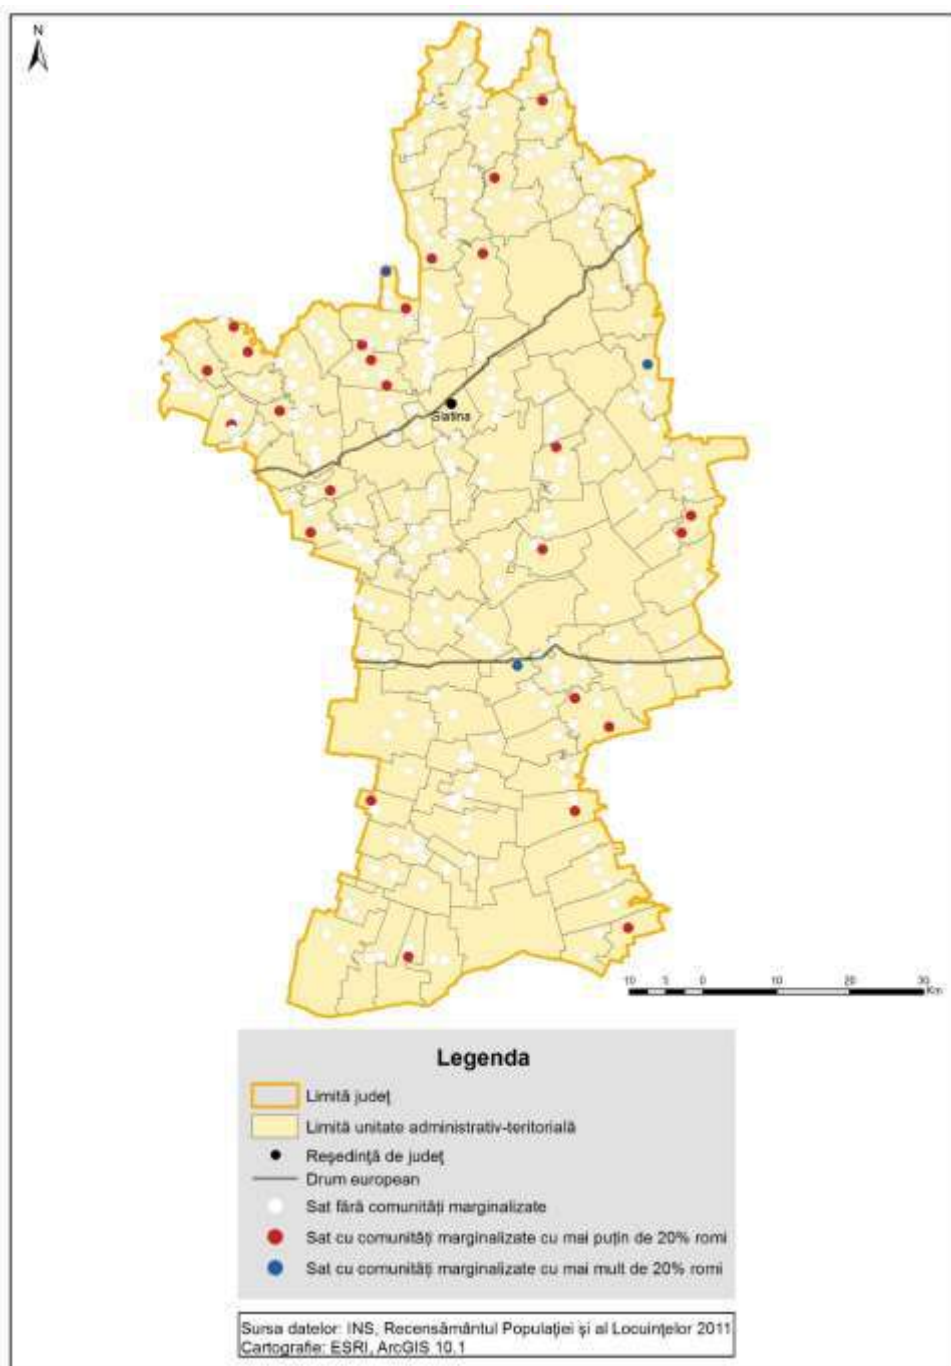 N
Slatina
10 5 0 10 20 30
Km
Legenda
Limită județ
Limită unitate administrativ-teritorială
Reședință de județ
Drum european
Sat fără comunități marginalizate
Sat cu comunități marginalizate cu mai puțin de 20% romi
Sat cu comunități marginalizate cu mai mult de 20% romi
Sursa datelor: INS, Recensământul Populației și al Locuințelor 2011
Cartografie: ESRI, ArcGIS 10.1